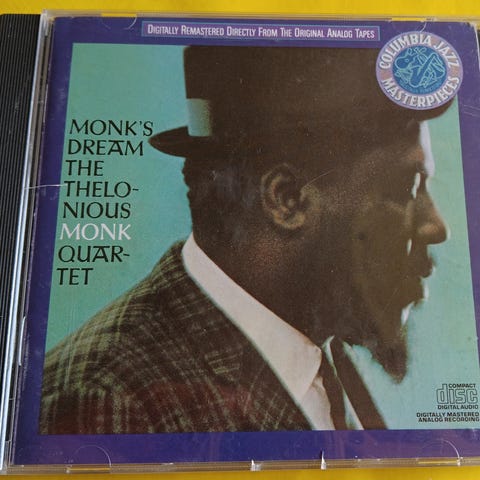 DIGITALLY REMASTERED DIRECTLY FROM THE ORIGINAL ANALOG TAPES
COLUMBIA JAZZ
MASTERPIECES
MONK'S
DREAM
THE
THELO-
NIOUS
MONK
QUAR-
TET
COMPACT
disc
DIGITAL AUDIO
DIGITALLY MASTERED
ANALOG RECORDING